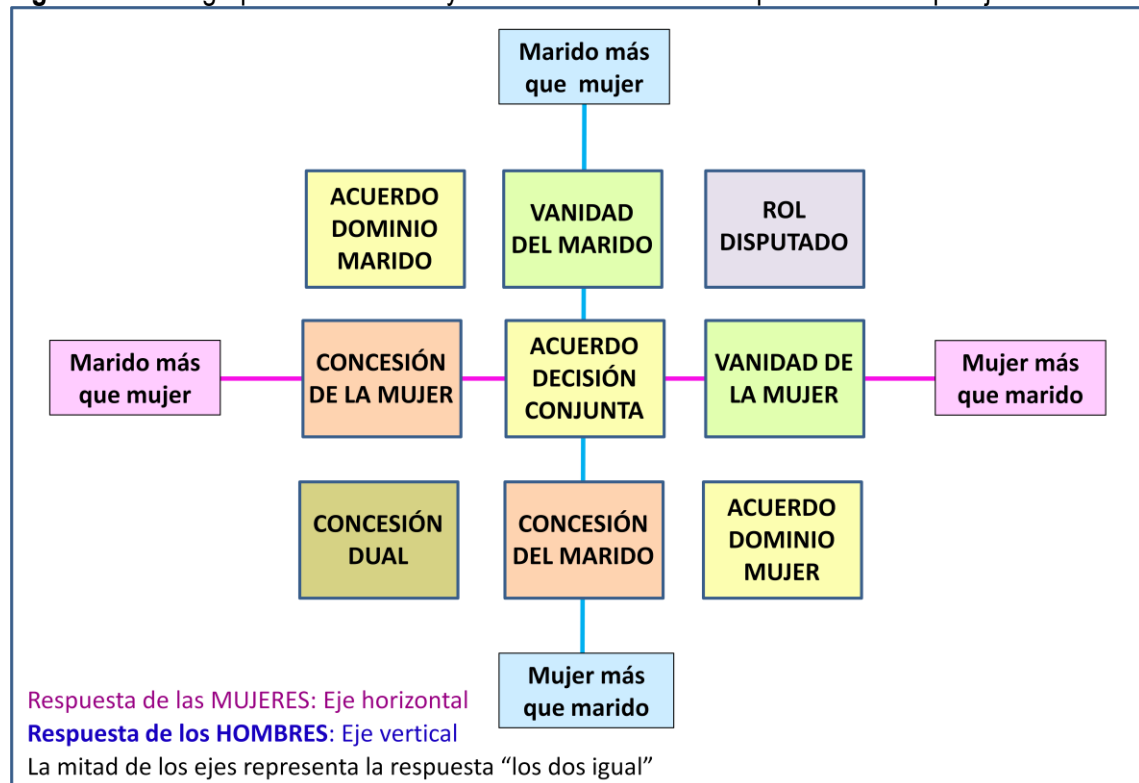 Marido más
que mujer
ACUERDO
DOMINIO
MARIDO
VANIDAD
DEL MARIDO
ROL
DISPUTADO
Marido más
que mujer
CONCESIÓN
DE LA MUJER
ACUERDO
DECISIÓN
CONJUNTA
VANIDAD DE
LA MUJER
Mujer más
que marido
CONCESIÓN
DUAL
CONCESIÓN
DEL MARIDO
ACUERDO
DOMINIO
MUJER
Mujer más
que marido
Respuesta de las MUJERES: Eje horizontal
Respuesta de los HOMBRES: Eje vertical
La mitad de los ejes representa la respuesta “los dos igual”